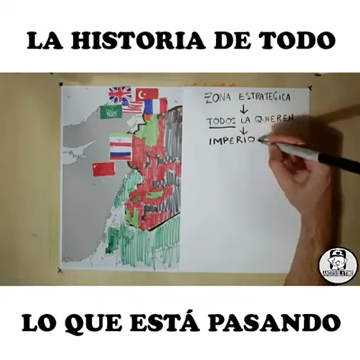 LA HISTORIA DE TODO
ZONA ESTRATEGICA
TODOS LA QUIEREN
IMPERIO
LO QUE ESTÁ PASANDO